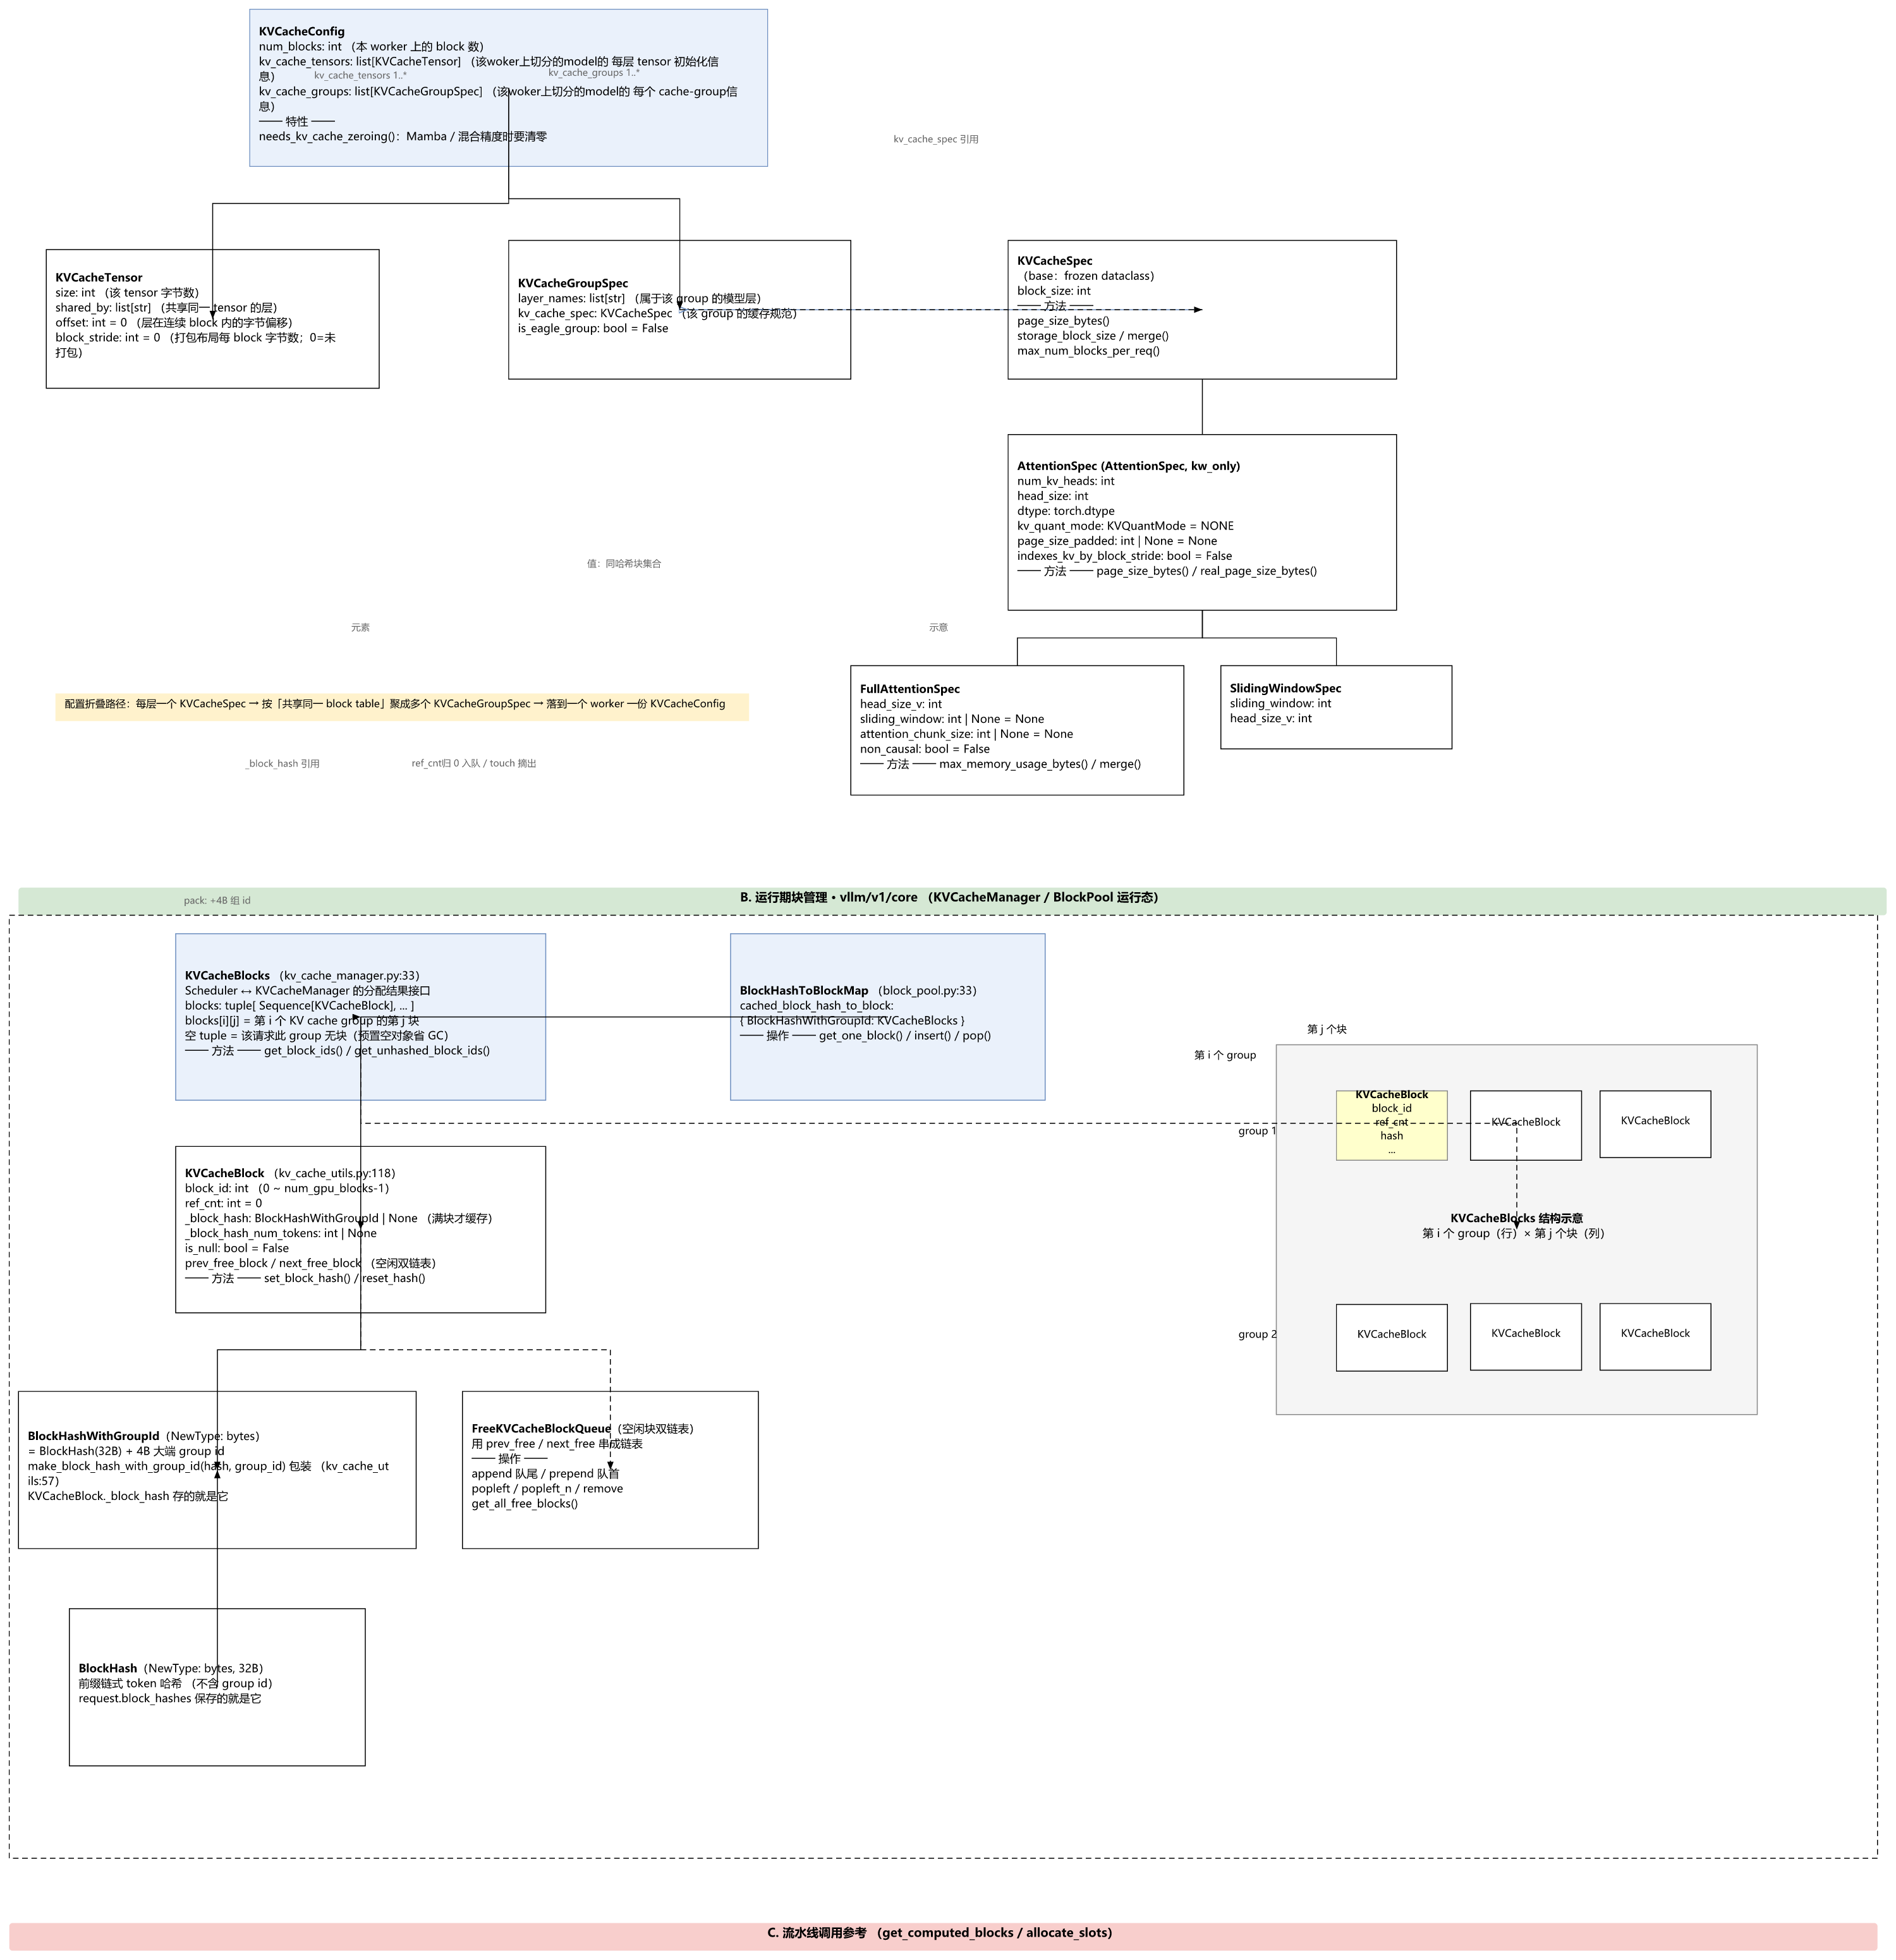 KVCacheConfig
num_blocks: int （本 worker 上的 block 数）
kv_cache_tensors: list[KVCacheTensor] （该woker上切分的model的 每层 tensor 初始化信
息）
kv_cache_tensors 1..*
kv_cache_groups 1..*
kv_cache_groups: list[KVCacheGroupSpec] （该woker上切分的model的 每个 cache-group信
息）
─── 特性 ───
needs_kv_cache_zeroing()：Mamba / 混合精度时要清零
kv_cache_spec 引用
KVCacheTensor
size: int （该 tensor 字节数）
shared_by: list[str] （共享同一 tensor 的层）
offset: int = 0 （层在连续 block 内的字节偏移）
block_stride: int = 0 （打包布局每 block 字节数；0=未
打包）
KVCacheGroupSpec
layer_names: list[str] （属于该 group 的模型层）
kv_cache_spec: KVCacheSpec （该 group 的缓存规范）
is_eagle_group: bool = False
KVCacheSpec
（base：frozen dataclass）
block_size: int
─── 方法 ───
page_size_bytes()
storage_block_size / merge()
max_num_blocks_per_req()
AttentionSpec (AttentionSpec, kw_only)
num_kv_heads: int
head_size: int
dtype: torch.dtype
kv_quant_mode: KVQuantMode = NONE
page_size_padded: int | None = None
indexes_kv_by_block_stride: bool = False
─── 方法 ─── page_size_bytes() / real_page_size_bytes()
值：同哈希块集合
元素
示意
FullAttentionSpec
head_size_v: int
sliding_window: int | None = None
attention_chunk_size: int | None = None
non_causal: bool = False
─── 方法 ─── max_memory_usage_bytes() / merge()
SlidingWindowSpec
sliding_window: int
head_size_v: int
配置折叠路径：每层一个 KVCacheSpec → 按「共享同一 block table」聚成多个 KVCacheGroupSpec → 落到一个 worker 一份 KVCacheConfig
_block_hash 引用
ref_cnt归 0 入队 / touch 摘出
pack: +4B 组 id
B. 运行期块管理 · vllm/v1/core （KVCacheManager / BlockPool 运行态）
KVCacheBlocks （kv_cache_manager.py:33）
Scheduler ↔ KVCacheManager 的分配结果接口
blocks: tuple[ Sequence[KVCacheBlock], ... ]
blocks[i][j] = 第 i 个 KV cache group 的第 j 块
空 tuple = 该请求此 group 无块（预置空对象省 GC）
─── 方法 ─── get_block_ids() / get_unhashed_block_ids()
BlockHashToBlockMap （block_pool.py:33）
cached_block_hash_to_block:
{ BlockHashWithGroupId: KVCacheBlocks }
─── 操作 ─── get_one_block() / insert() / pop()
第 j 个块
第 i 个 group
KVCacheBlock
block_id
ref_cnt
hash
...
KVCacheBlock
KVCacheBlock
group 1
KVCacheBlocks 结构示意
第 i 个 group（行）× 第 j 个块（列）
group 2
KVCacheBlock
KVCacheBlock
KVCacheBlock
KVCacheBlock （kv_cache_utils.py:118）
block_id: int （0 ~ num_gpu_blocks-1）
ref_cnt: int = 0
_block_hash: BlockHashWithGroupId | None （满块才缓存）
_block_hash_num_tokens: int | None
is_null: bool = False
prev_free_block / next_free_block （空闲双链表）
─── 方法 ─── set_block_hash() / reset_hash()
BlockHashWithGroupId（NewType: bytes）
= BlockHash(32B) + 4B 大端 group id
make_block_hash_with_group_id(hash, group_id) 包装 （kv_cache_ut
ils:57）
KVCacheBlock._block_hash 存的就是它
FreeKVCacheBlockQueue（空闲块双链表）
用 prev_free / next_free 串成链表
─── 操作 ───
append 队尾 / prepend 队首
popleft / popleft_n / remove
get_all_free_blocks()
BlockHash（NewType: bytes, 32B）
前缀链式 token 哈希 （不含 group id）
request.block_hashes 保存的就是它
C. 流水线调用参考 （get_computed_blocks / allocate_slots）